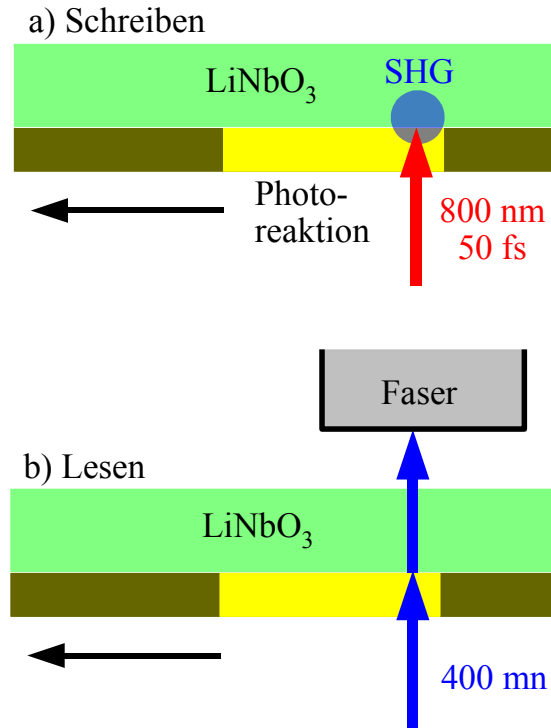 a) Schreiben
SHG
LiNbO3
Photo-
reaktion
800 nm
50 fs
Faser
b) Lesen
LiNbO3
400 mn